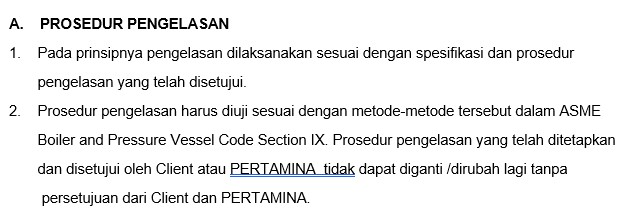 A. PROSEDUR PENGELASAN
1. Pada prinsipnya pengelasan dilaksanakan sesuai dengan spesifikasi dan prosedur
pengelasan yang telah disetujui.
2. Prosedur pengelasan harus diuji sesuai dengan metode-metode tersebut dalam ASME
Boiler and Pressure Vessel Code Section IX. Prosedur pengelasan yang telah ditetapkan
dan disetujui oleh Client atau PERTAMINA tidak dapat diganti /dirubah lagi tanpa
persetujuan dari Client dan PERTAMINA.